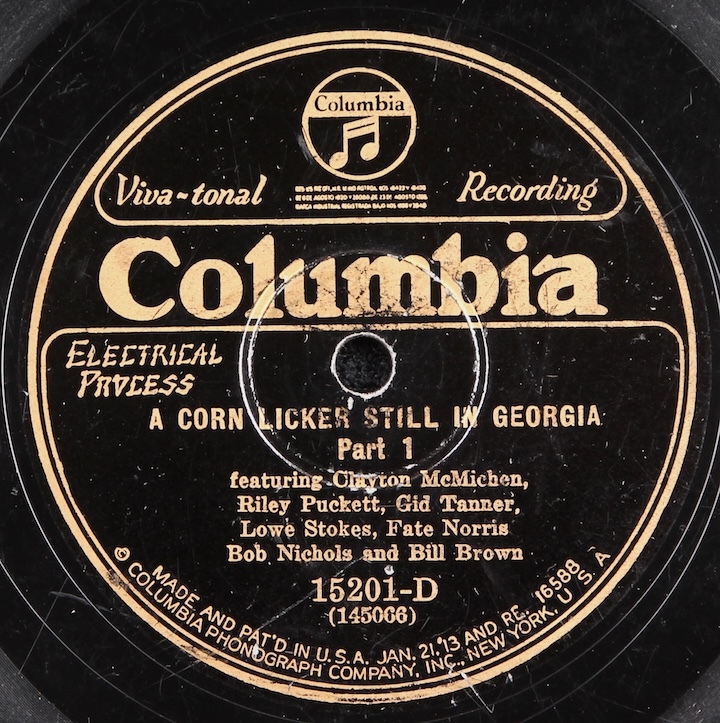 Columbia
Viva-tonal
Recording
Columbia
ELECTRICAL
PROCESS
A CORN LICKER STILL IN GEORGIA
Part 1
featuring Clayton McMichen,
Riley Puckett, Gid Tanner,
Lowe Stokes, Fate Norris
Bob Nichols and Bill Brown
15201-D
(145066)
MADE AND PAT'D IN U.S.A. JAN. 21,'13 AND RE. 16588
COLUMBIA PHONOGRAPH COMPANY, INC., NEW YORK, U S A